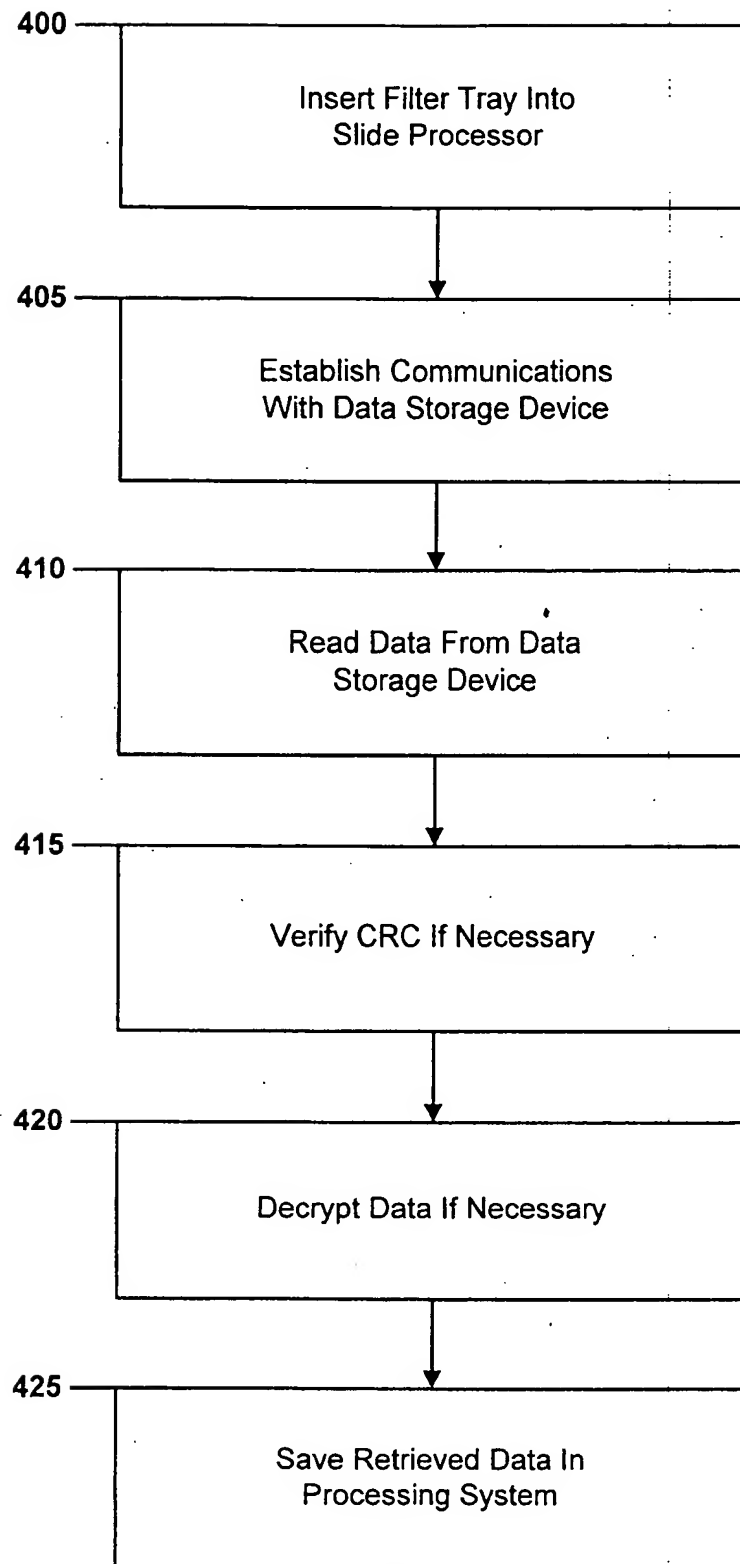 400
Insert Filter Tray Into
Slide Processor
405
Establish Communications
With Data Storage Device
410
Read Data From Data
Storage Device
415
Verify CRC If Necessary
420
Decrypt Data If Necessary
425
Save Retrieved Data In
Processing System